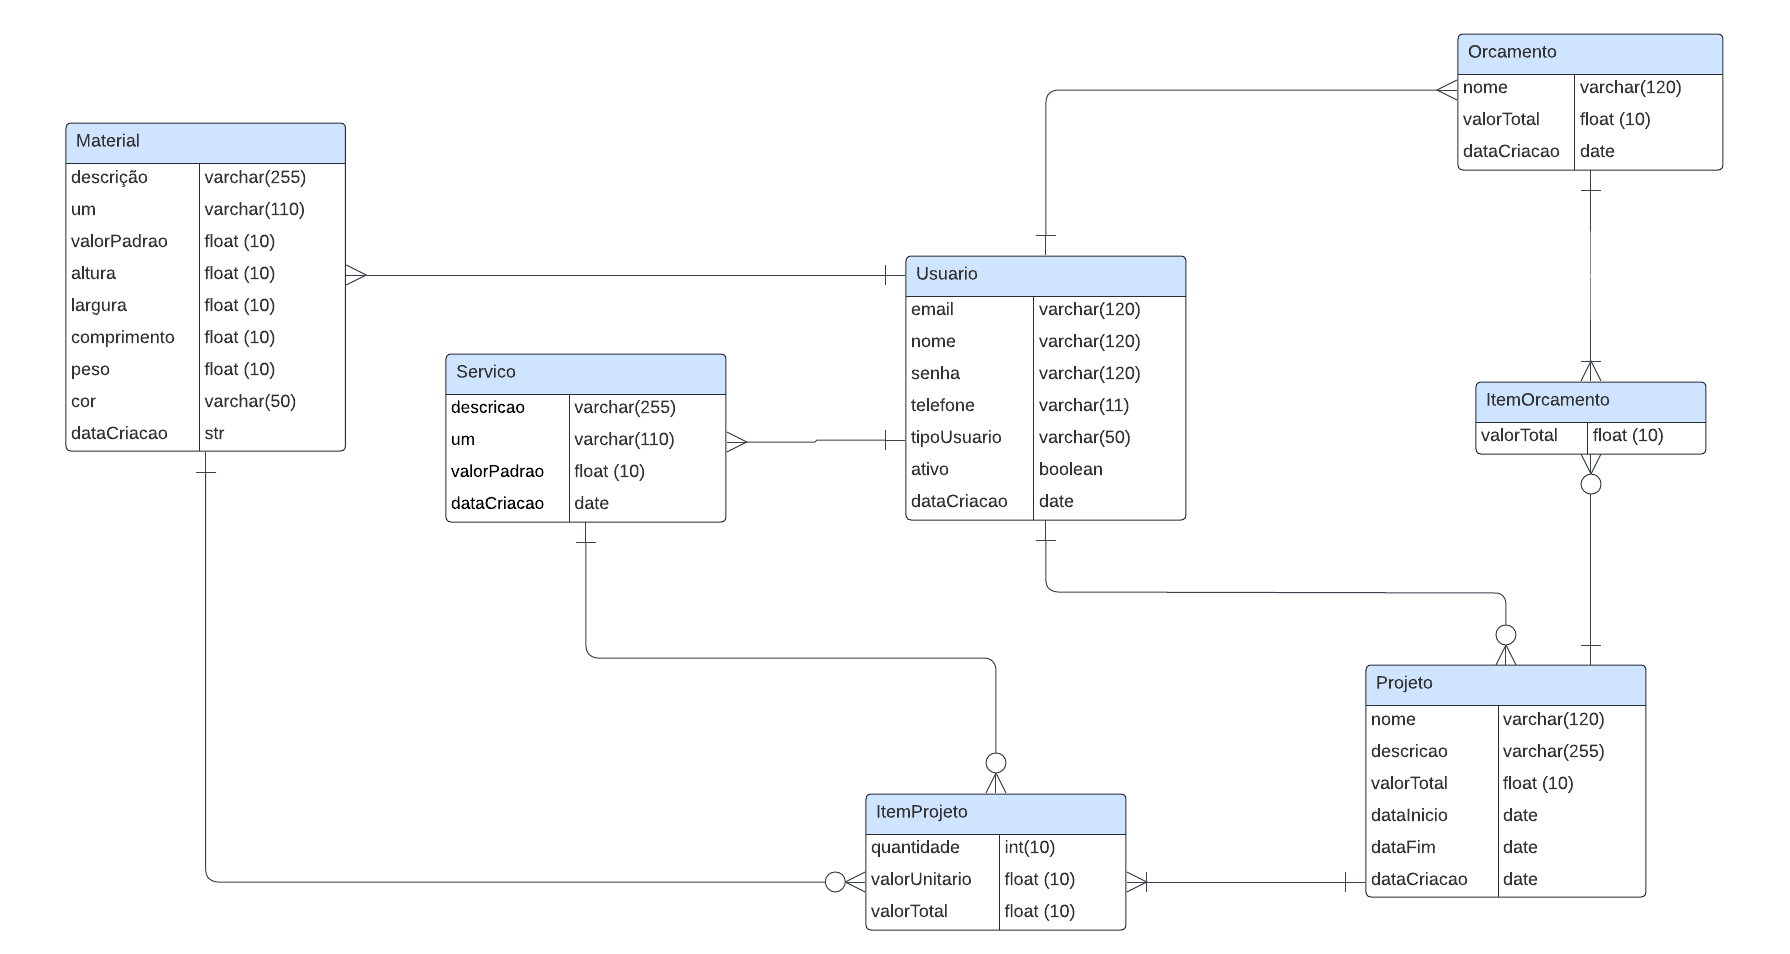 Orcamento
nome varchar(120)
valorTotal float (10)
dataCriacao date
Material
descrição varchar(255)
um varchar(110)
valorPadrao float (10)
altura float (10)
largura float (10)
comprimento float (10)
peso float (10)
cor varchar(50)
dataCriacao str
Usuario
email varchar(120)
nome varchar(120)
senha varchar(120)
telefone varchar(11)
tipoUsuario varchar(50)
ativo boolean
dataCriacao date
Servico
descricao varchar(255)
um varchar(110)
valorPadrao float (10)
dataCriacao date
ItemOrcamento
valorTotal float (10)
Projeto
nome varchar(120)
descricao varchar(255)
valorTotal float (10)
dataInicio date
dataFim date
dataCriacao date
ItemProjeto
quantidade int(10)
valorUnitario float (10)
valorTotal float (10)